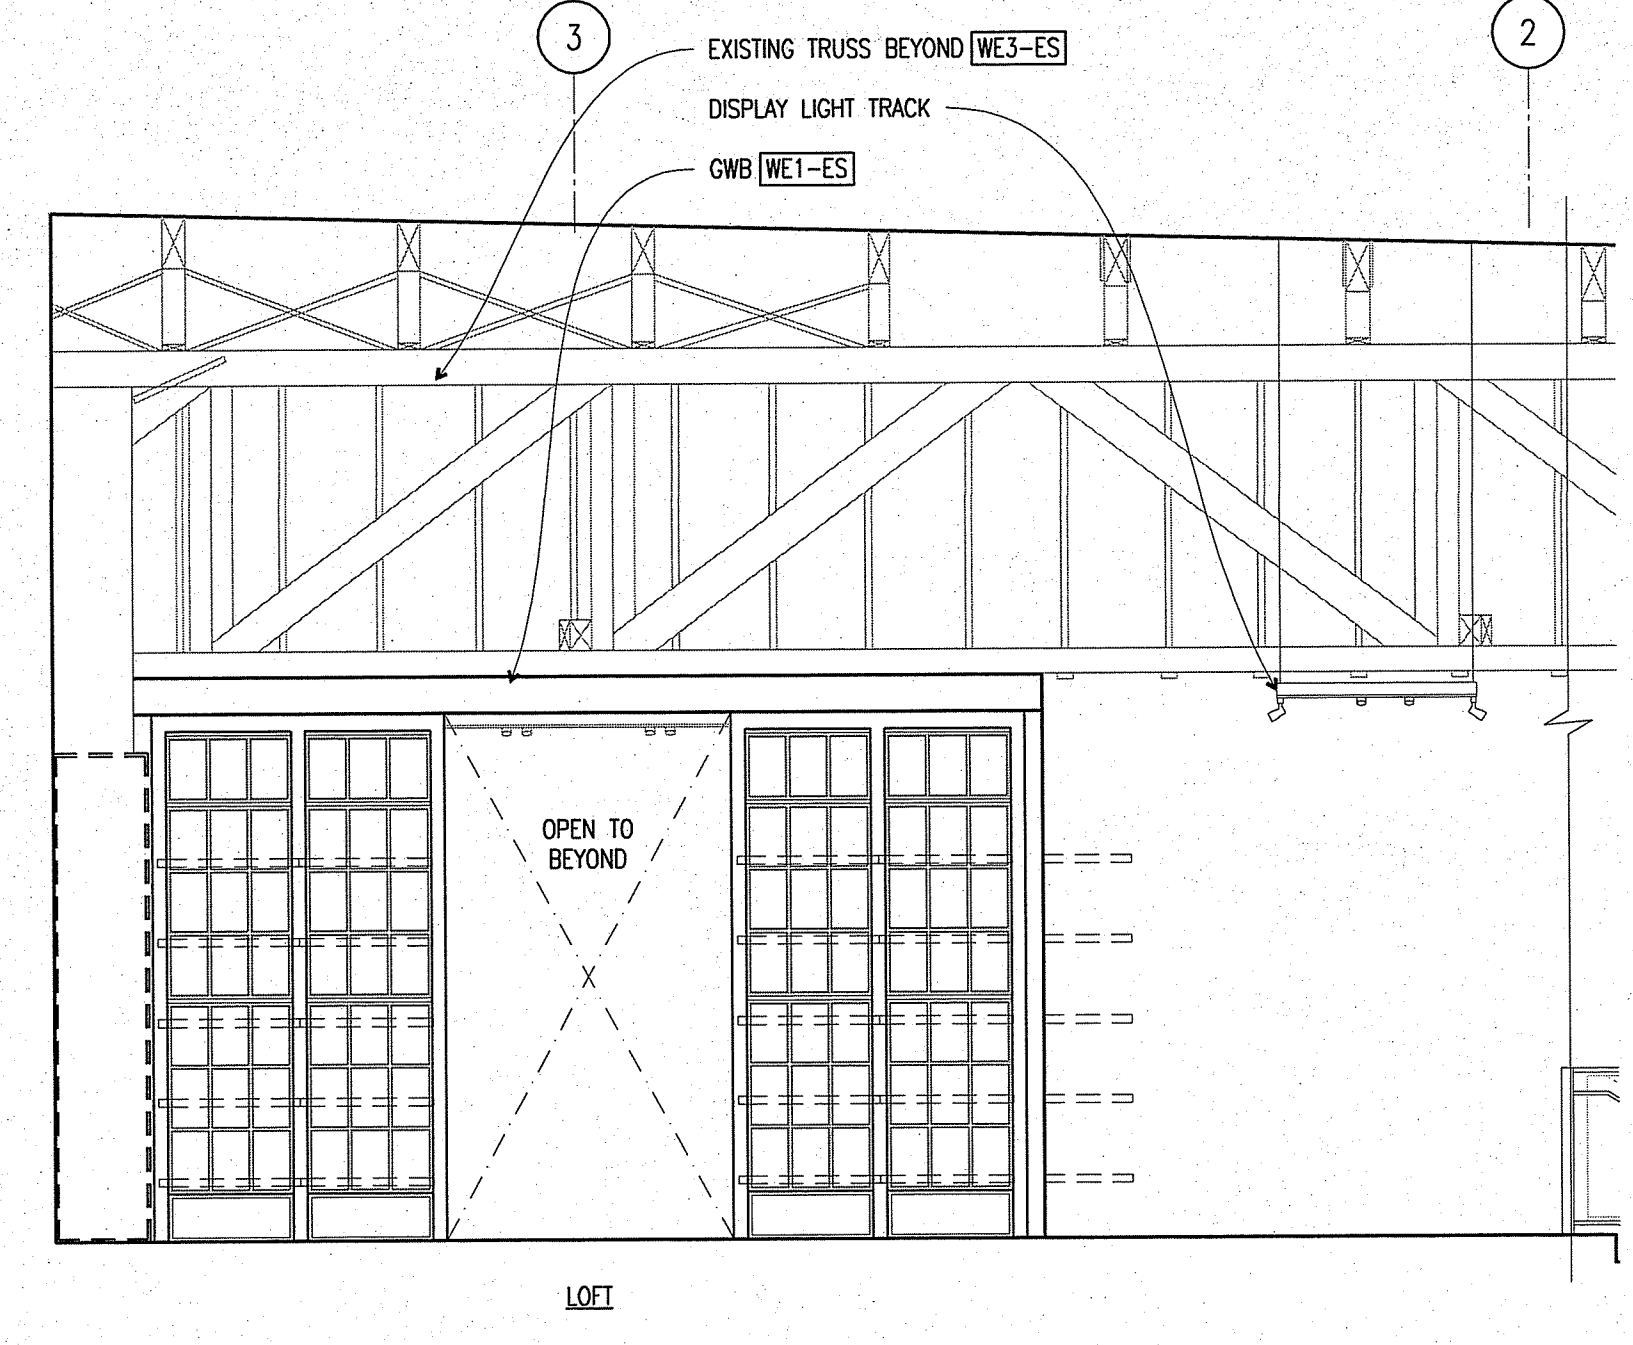 3
2
EXISTING TRUSS BEYOND WE3-ES
DISPLAY LIGHT TRACK
GWB WE1-ES
OPEN TO
BEYOND
LOFT